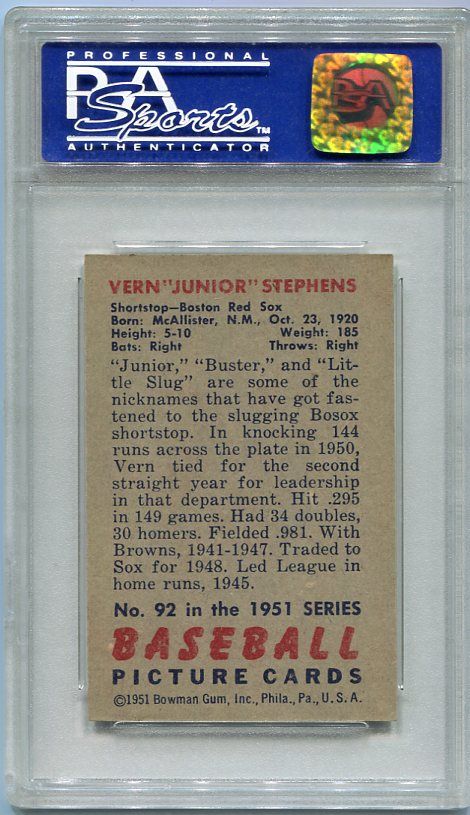 PROFESSIONAL
PSA
Sports™
AUTHENTICATOR
PSA
VERN "JUNIOR" STEPHENS
Shortstop—Boston Red Sox
Born: McAllister, N.M., Oct. 23, 1920
Height: 5-10 Weight: 185
Bats: Right Throws: Right
"Junior," "Buster," and "Lit-
tle Slug" are some of the
nicknames that have got fas-
tened to the slugging Bosox
shortstop. In knocking 144
runs across the plate in 1950,
Vern tied for the second
straight year for leadership
in that department. Hit .295
in 149 games. Had 34 doubles,
30 homers. Fielded .981. With
Browns, 1941-1947. Traded to
Sox for 1948. Led League in
home runs, 1945.
No. 92 in the 1951 SERIES
BASEBALL
PICTURE CARDS
©1951 Bowman Gum, Inc., Phila., Pa., U.S.A.